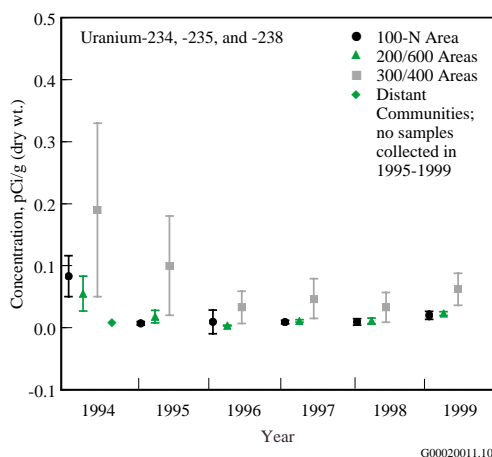 Uranium-234, -235, and -238
100-N Area
200/600 Areas
300/400 Areas
Distant
Communities;
no samples
collected in
1995-1999
Concentration, pCi/g (dry wt.)
0.5
0.4
0.3
0.2
0.1
0.0
-0.1
1994 1995 1996 1997 1998 1999
Year
G00020011.10